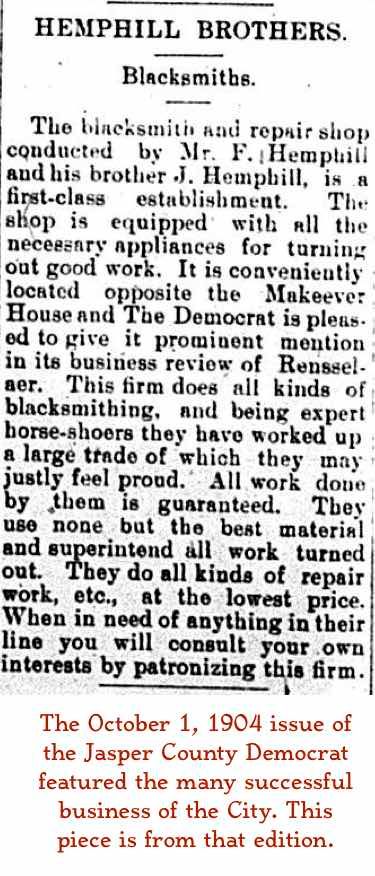 HEMPHILL BROTHERS.
Blacksmiths.
The blacksmith and repair shop
conducted by Mr. F. Hemphill
and his brother J. Hemphill, is a
first-class establishment. The
shop is equipped with all the
necessary appliances for turning
out good work. It is conveniently
located opposite the Makeever
House and The Democrat is pleas-
ed to give it prominent mention
in its business review of Renssel-
aer. This firm does all kinds of
blacksmithing, and being expert
horse-shoers they have worked up
a large trade of which they may
justly feel proud. All work done
by them is guaranteed. They
use none but the best material
and superintend all work turned
out. They do all kinds of repair
work, etc., at the lowest price.
When in need of anything in their
line you will consult your own
interests by patronizing this firm.
The October 1, 1904 issue of
the Jasper County Democrat
featured the many successful
business of the City. This
piece is from that edition.